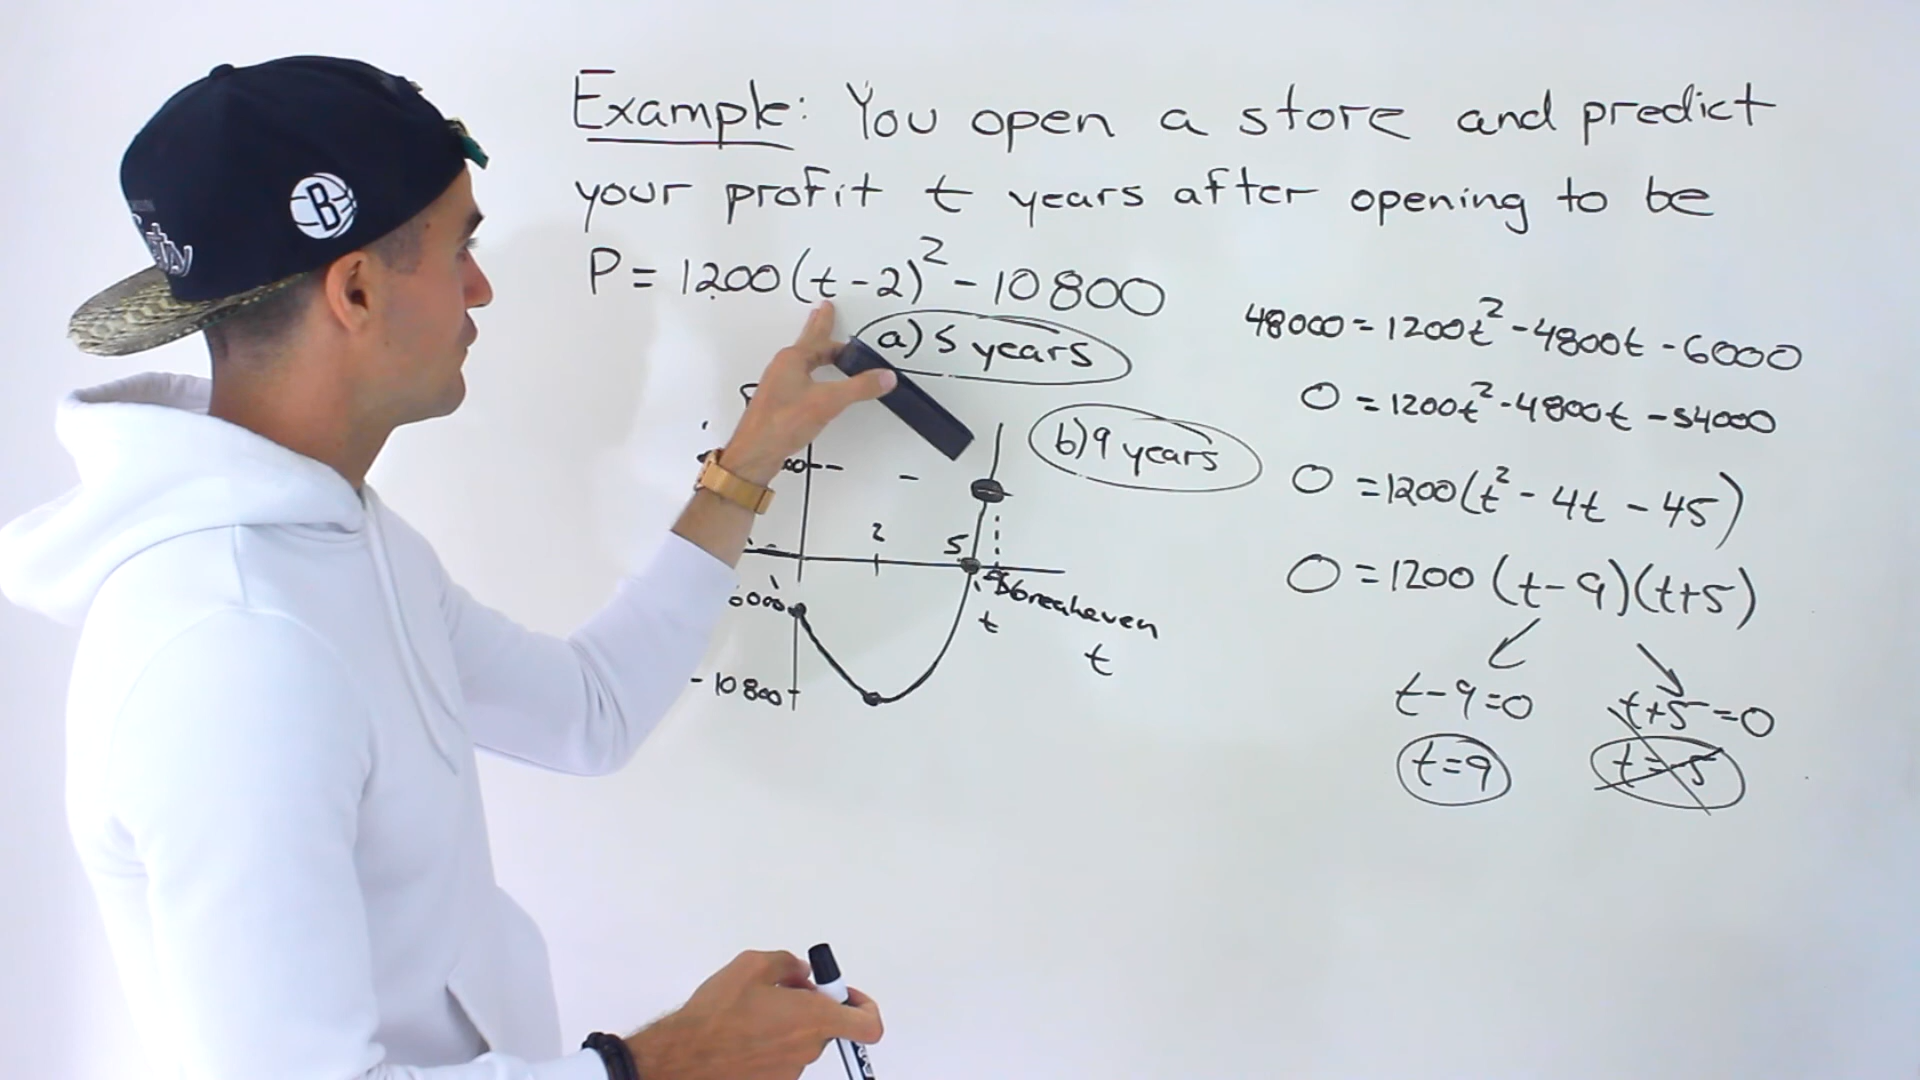 Example: You open a store and predict
your profit t years after opening to be
P = 1200(t-2)² - 10800
a) 5 years
b) 9 years
2
5
breakeven
t
t
-10800
48000 = 1200t² - 4800t - 6000
0 = 1200t² - 4800t - 54000
0 = 1200(t² - 4t - 45)
0 = 1200(t-9)(t+5)
t-9=0
t+5=0
t=9
t=-5
B